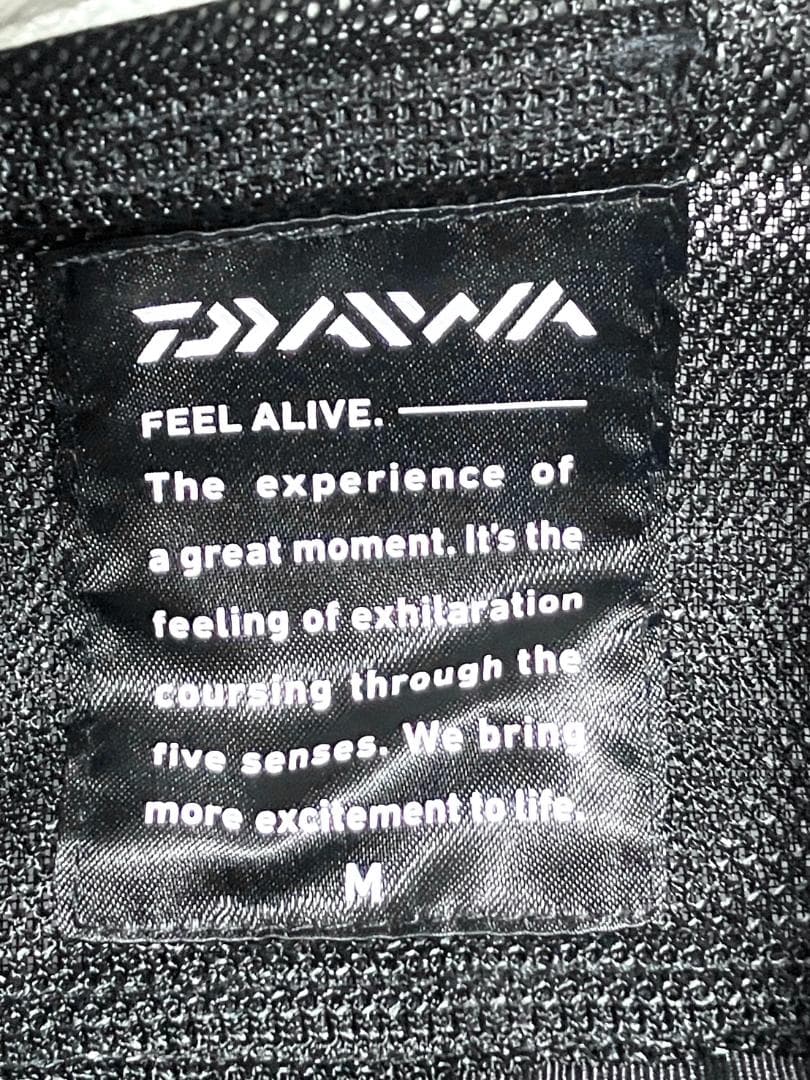 DAIWA
FEEL ALIVE.
The experience of
a great moment. It's the
feeling of exhilaration
coursing through the
five senses. We bring
more excitement to life.
M